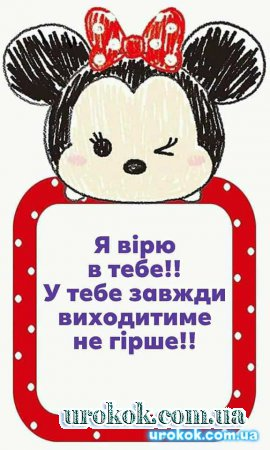 Я вірю
в тебе!!
У тебе завжди
виходитиме
не гірше!!
urokok.com.ua
urokok.com.ua